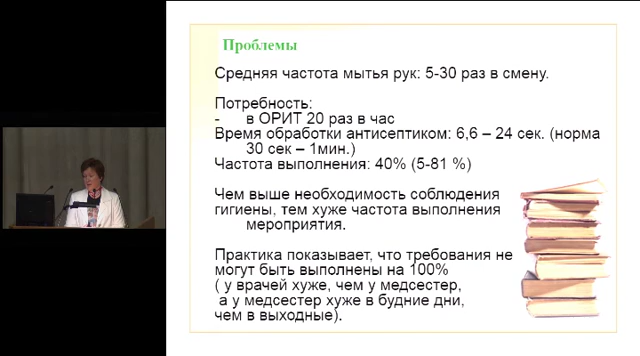 Проблемы
Средняя частота мытья рук: 5-30 раз в смену.
Потребность:
- в ОРИТ 20 раз в час
Время обработки антисептиком: 6,6 – 24 сек. (норма
30 сек – 1мин.)
Частота выполнения: 40% (5-81 %)
Чем выше необходимость соблюдения
гигиены, тем хуже частота выполнения
мероприятия.
Практика показывает, что требования не
могут быть выполнены на 100%
( у врачей хуже, чем у медсестер,
а у медсестер хуже в будние дни,
чем в выходные).